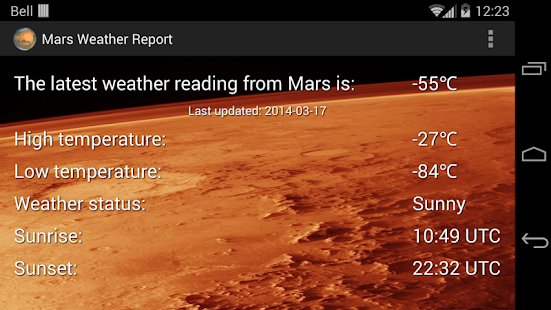 Bell 12:23
Mars Weather Report
The latest weather reading from Mars is: -55℃
Last updated: 2014-03-17
High temperature: -27℃
Low temperature: -84℃
Weather status: Sunny
Sunrise: 10:49 UTC
Sunset: 22:32 UTC